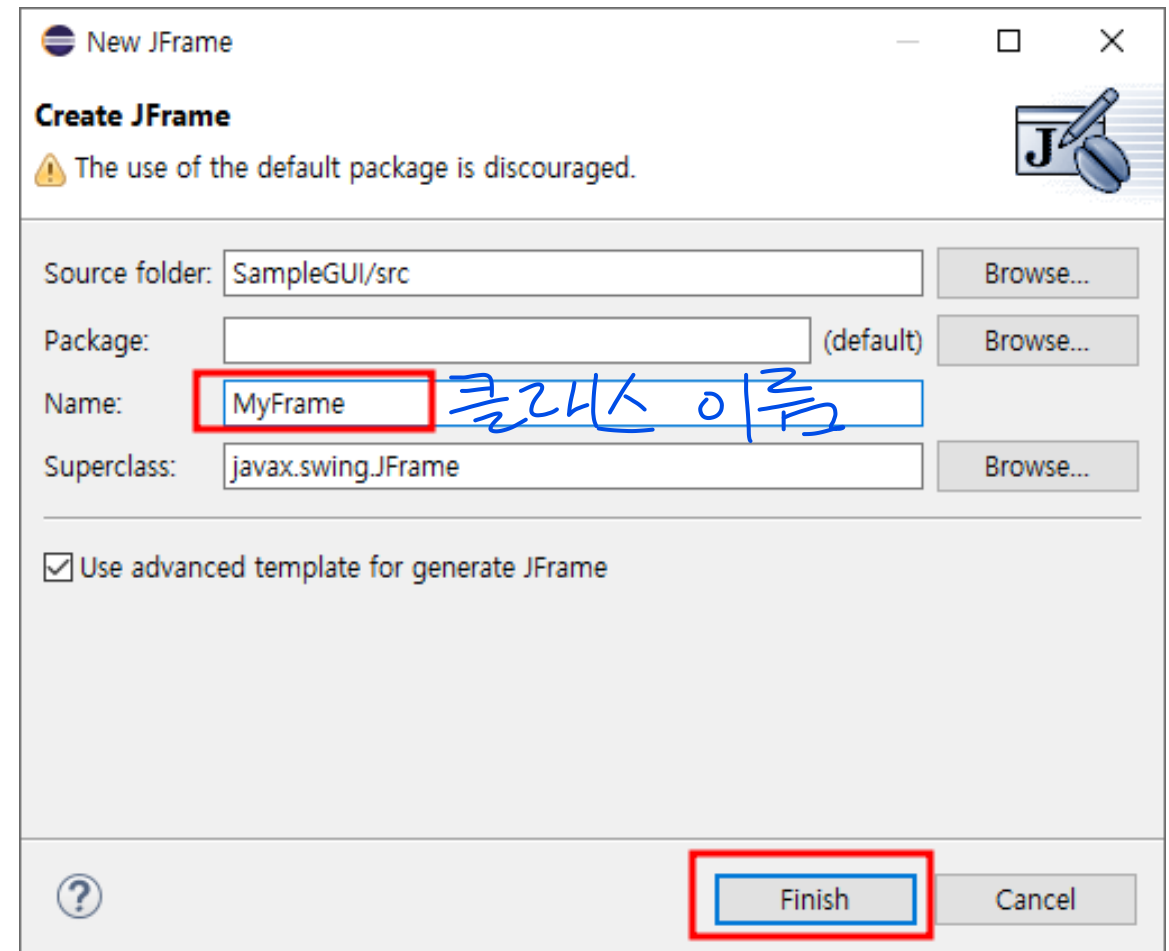 New JFrame
Create JFrame
The use of the default package is discouraged.
Source folder: SampleGUI/src Browse...
Package: (default) Browse...
Name: MyFrame 클래스 이름
Superclass: javax.swing.JFrame Browse...
Use advanced template for generate JFrame
Finish Cancel